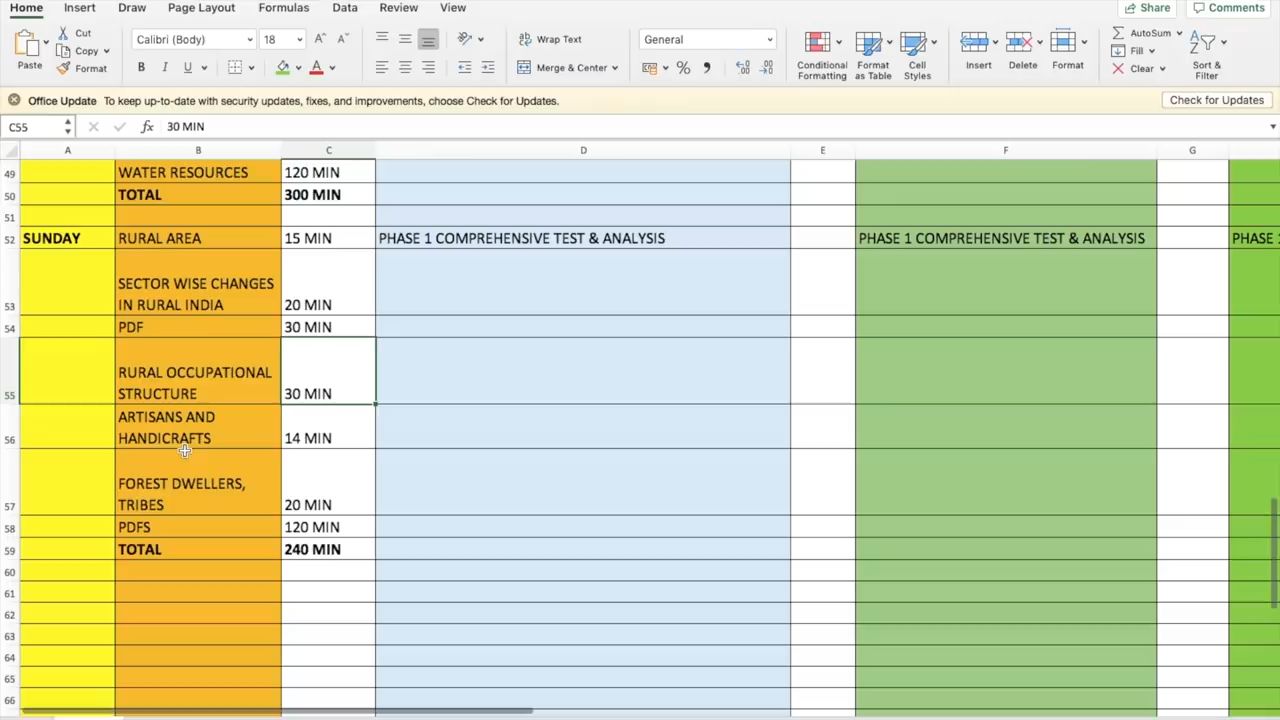 Home Insert Draw Page Layout Formulas Data Review View Share Comments
Cut
Copy
Format
Paste
Calibri (Body) 18
B I U
Wrap Text
Merge & Center
General
Conditional Formatting
Format as Table
Cell Styles
Insert
Delete
Format
AutoSum
Fill
Clear
Sort & Filter
Office Update To keep up-to-date with security updates, fixes, and improvements, choose Check for Updates. Check for Updates
C55 fx 30 MIN
A B C D E F G
49 WATER RESOURCES 120 MIN
50 TOTAL 300 MIN
51
52 SUNDAY RURAL AREA 15 MIN PHASE 1 COMPREHENSIVE TEST & ANALYSIS PHASE 1 COMPREHENSIVE TEST & ANALYSIS PHASE
SECTOR WISE CHANGES
53 IN RURAL INDIA 20 MIN
54 PDF 30 MIN
RURAL OCCUPATIONAL
55 STRUCTURE 30 MIN
ARTISANS AND
56 HANDICRAFTS 14 MIN
FOREST DWELLERS,
57 TRIBES 20 MIN
58 PDFS 120 MIN
59 TOTAL 240 MIN
60
61
62
63
64
65
66